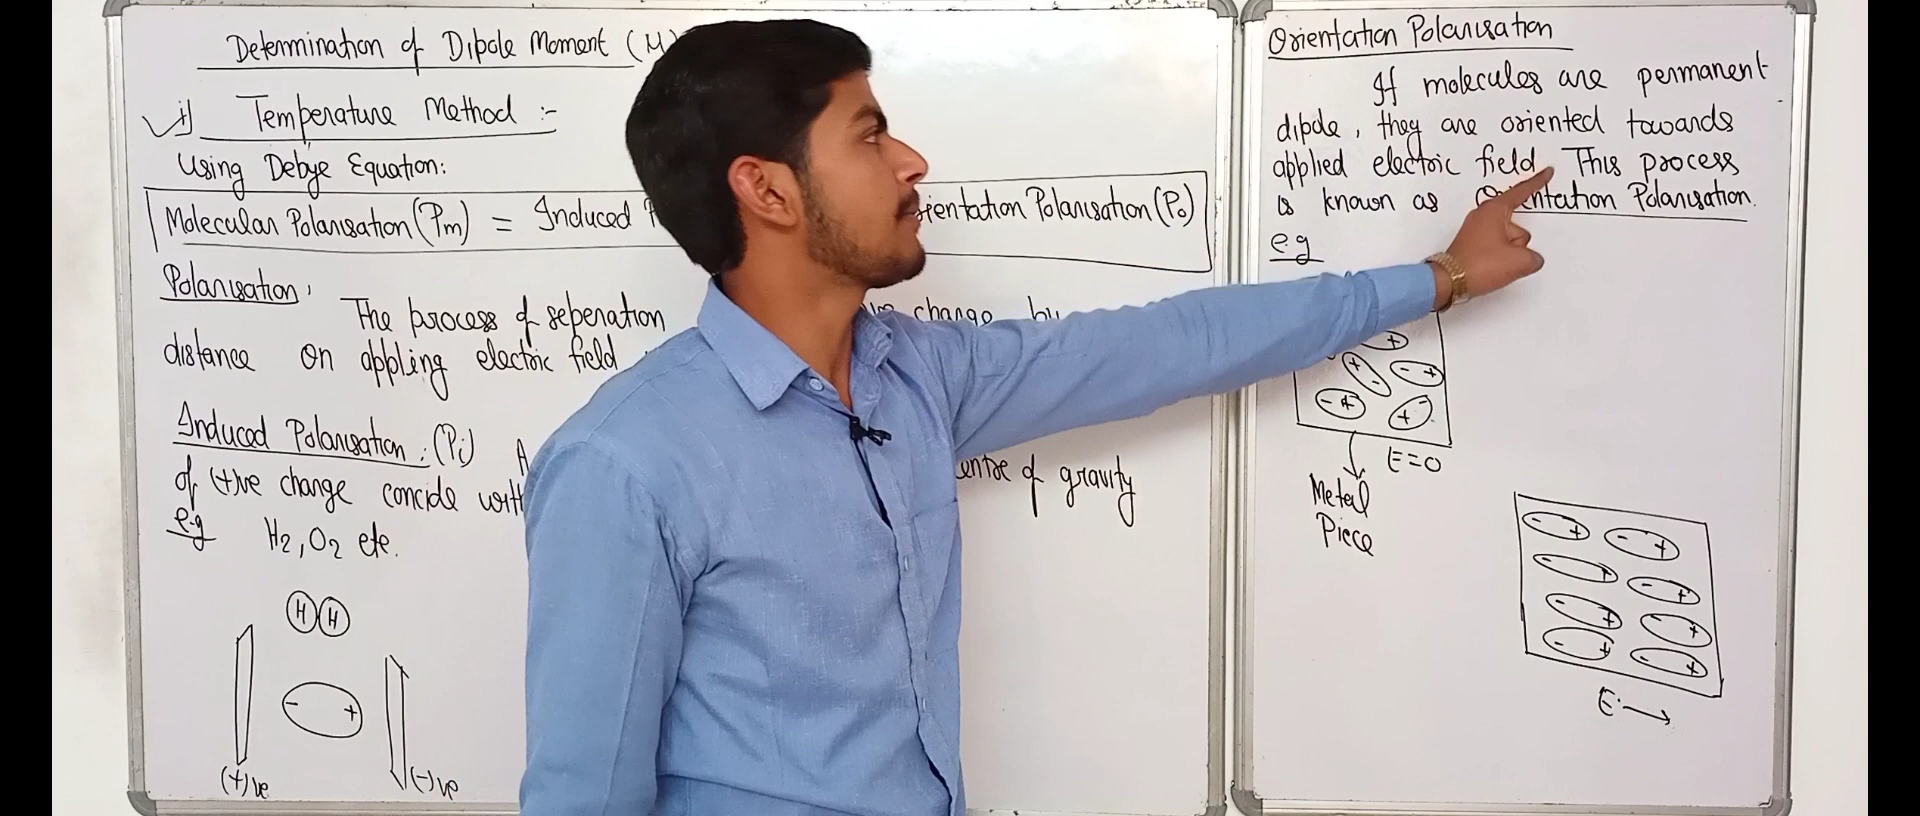 Determination of Dipole Moment (M)
i) Temperature Method :-
Using Debye Equation:
Molecular Polarisation (Pm) = Induced orientation Polarisation (Po)
Polarisation:
The process of seperation change by
distance on appling electric field
Induced Polarisation: (Pi) A
of (+)ve change concide with centre of gravity
e.g H2, O2 etc.
H H
- +
(+)ve (-)ve
Orientation Polarisation
If molecules are permanent
dipole, they are oriented towards
applied electric field. This process
is known as Orientation Polarisation.
e.g
+
+ - - +
- + + -
E=0
Metal
Piece
- + - +
- + - +
- + - +
- + - +
E →